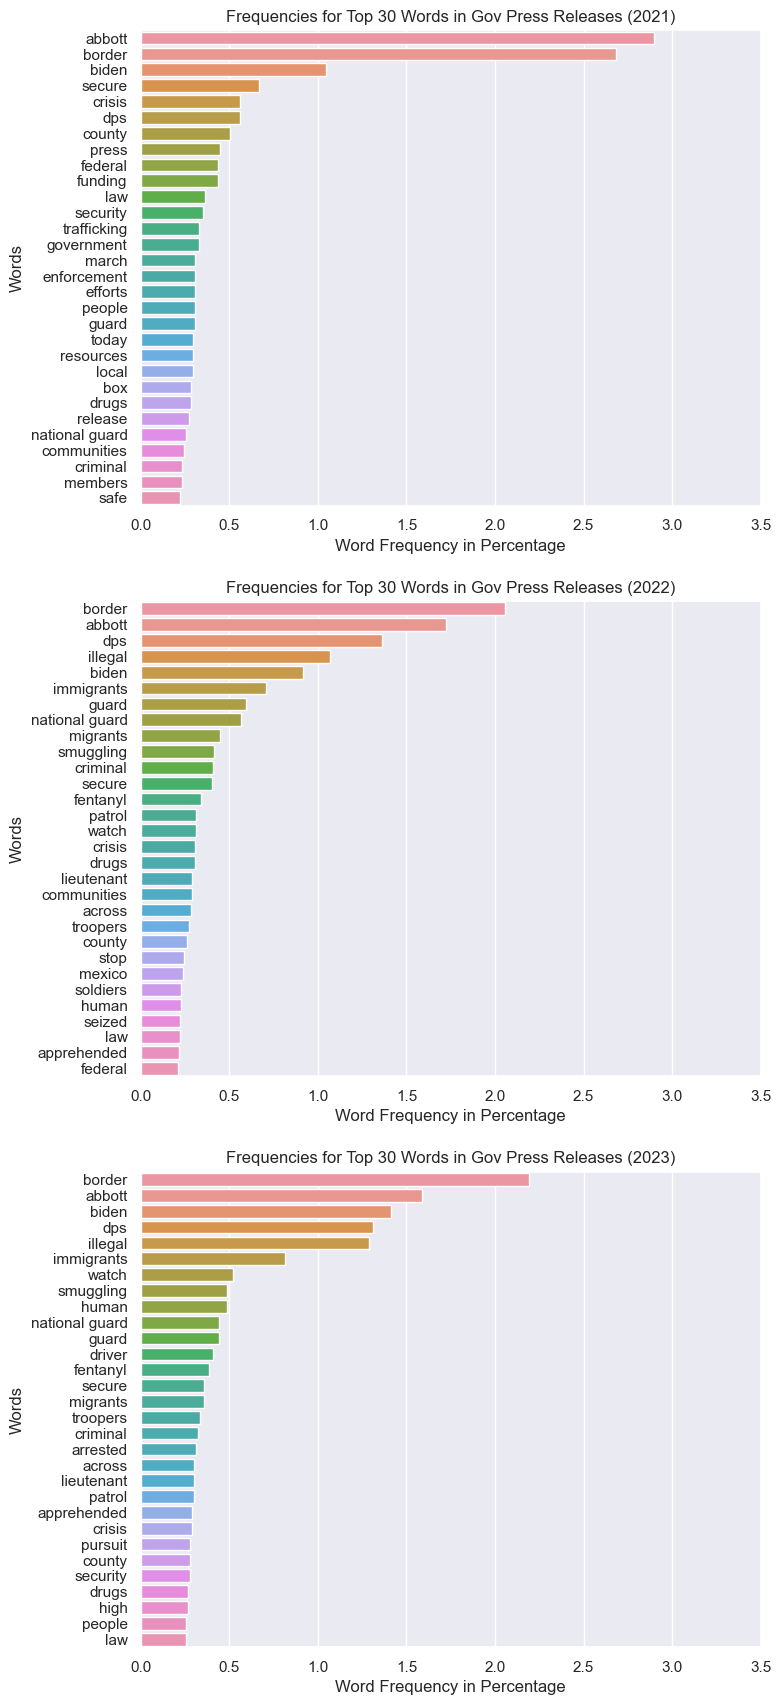 Frequencies for Top 30 Words in Gov Press Releases (2021)
Words
abbott
border
biden
secure
crisis
dps
county
press
federal
funding
law
security
trafficking
government
march
enforcement
efforts
people
guard
today
resources
local
box
drugs
release
national guard
communities
criminal
members
safe
0.0 0.5 1.0 1.5 2.0 2.5 3.0 3.5
Word Frequency in Percentage
Frequencies for Top 30 Words in Gov Press Releases (2022)
Words
border
abbott
dps
illegal
biden
immigrants
guard
national guard
migrants
smuggling
criminal
secure
fentanyl
patrol
watch
crisis
drugs
lieutenant
communities
across
troopers
county
stop
mexico
soldiers
human
seized
law
apprehended
federal
0.0 0.5 1.0 1.5 2.0 2.5 3.0 3.5
Word Frequency in Percentage
Frequencies for Top 30 Words in Gov Press Releases (2023)
Words
border
abbott
biden
dps
illegal
immigrants
watch
smuggling
human
national guard
guard
driver
fentanyl
secure
migrants
troopers
criminal
arrested
across
lieutenant
patrol
apprehended
crisis
pursuit
county
security
drugs
high
people
law
0.0 0.5 1.0 1.5 2.0 2.5 3.0 3.5
Word Frequency in Percentage